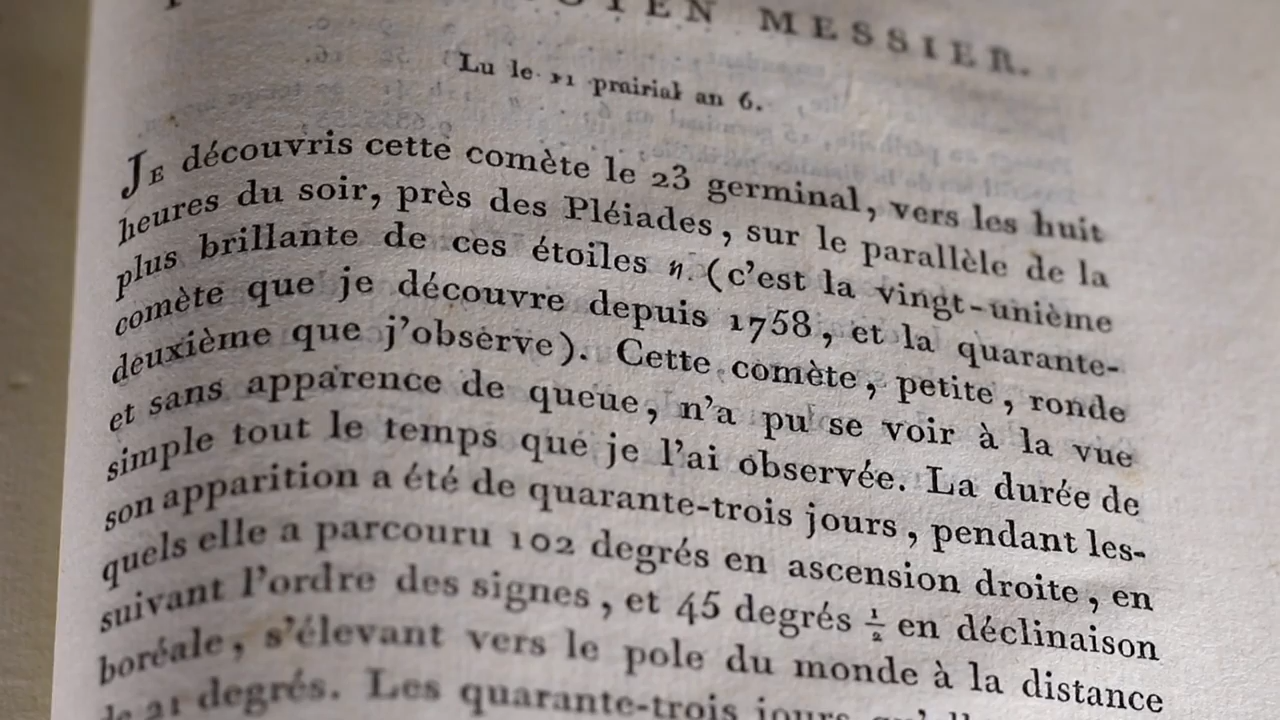 MESSIER.
Lu le 21 prairial an 6.
JE découvris cette comète le 23 germinal, vers les huit
heures du soir, près des Pléiades, sur le parallèle de la
plus brillante de ces étoiles η (c'est la vingt-unième
comète que je découvre depuis 1758, et la quarante-
deuxième que j'observe). Cette comète, petite, ronde
et sans apparence de queue, n'a pu se voir à la vue
simple tout le temps que je l'ai observée. La durée de
son apparition a été de quarante-trois jours, pendant les-
quels elle a parcouru 102 degrés en ascension droite, en
suivant l'ordre des signes, et 45 degrés ½ en déclinaison
boréale, s'élevant vers le pole du monde à la distance
de 21 degrés. Les quarante-trois jours